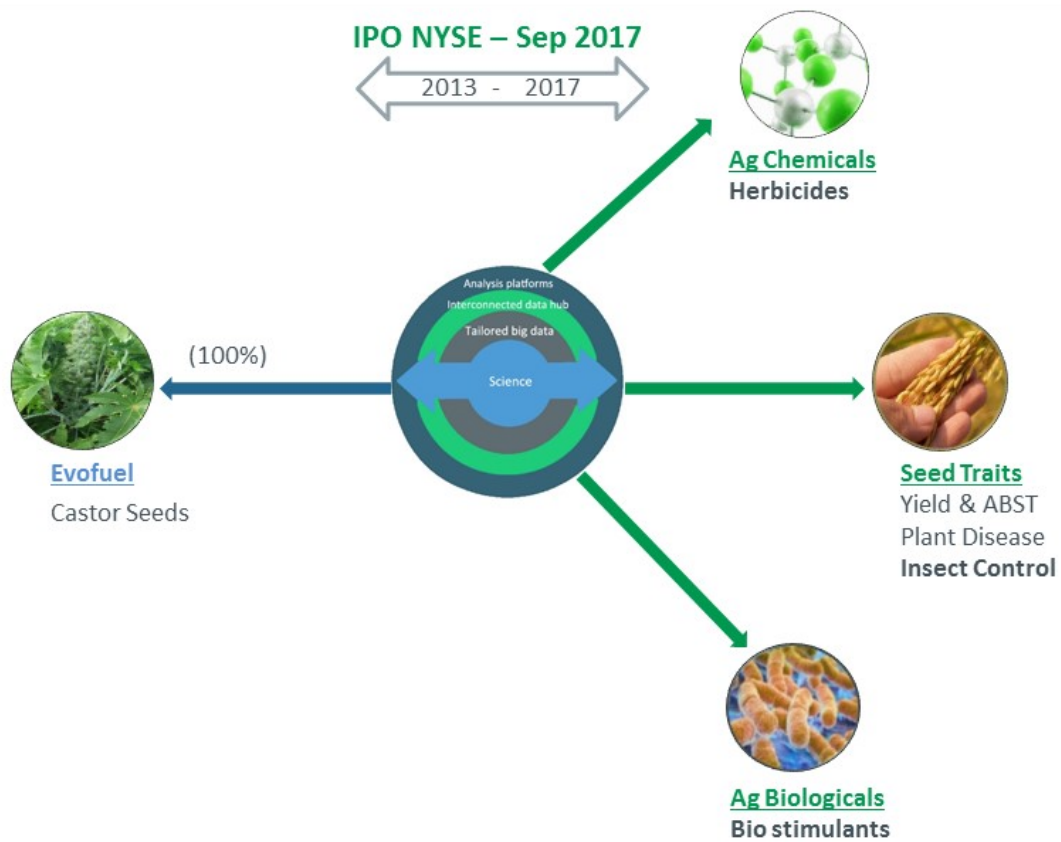 IPO NYSE – Sep 2017
2013 - 2017
Ag Chemicals
Herbicides
Analysis platforms
Interconnected data hub
Tailored big data
Science
(100%)
Evofuel
Castor Seeds
Seed Traits
Yield & ABST
Plant Disease
Insect Control
Ag Biologicals
Bio stimulants